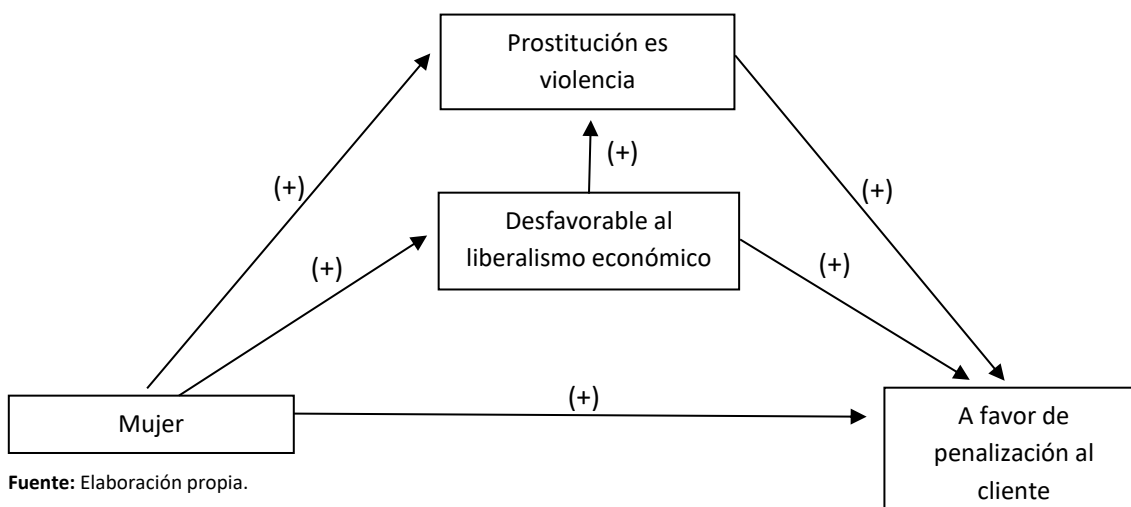 Prostitución es
violencia
(+)
(+)
(+)
Desfavorable al
liberalismo económico
(+)
(+)
(+)
Mujer
A favor de
penalización al
cliente
Fuente: Elaboración propia.